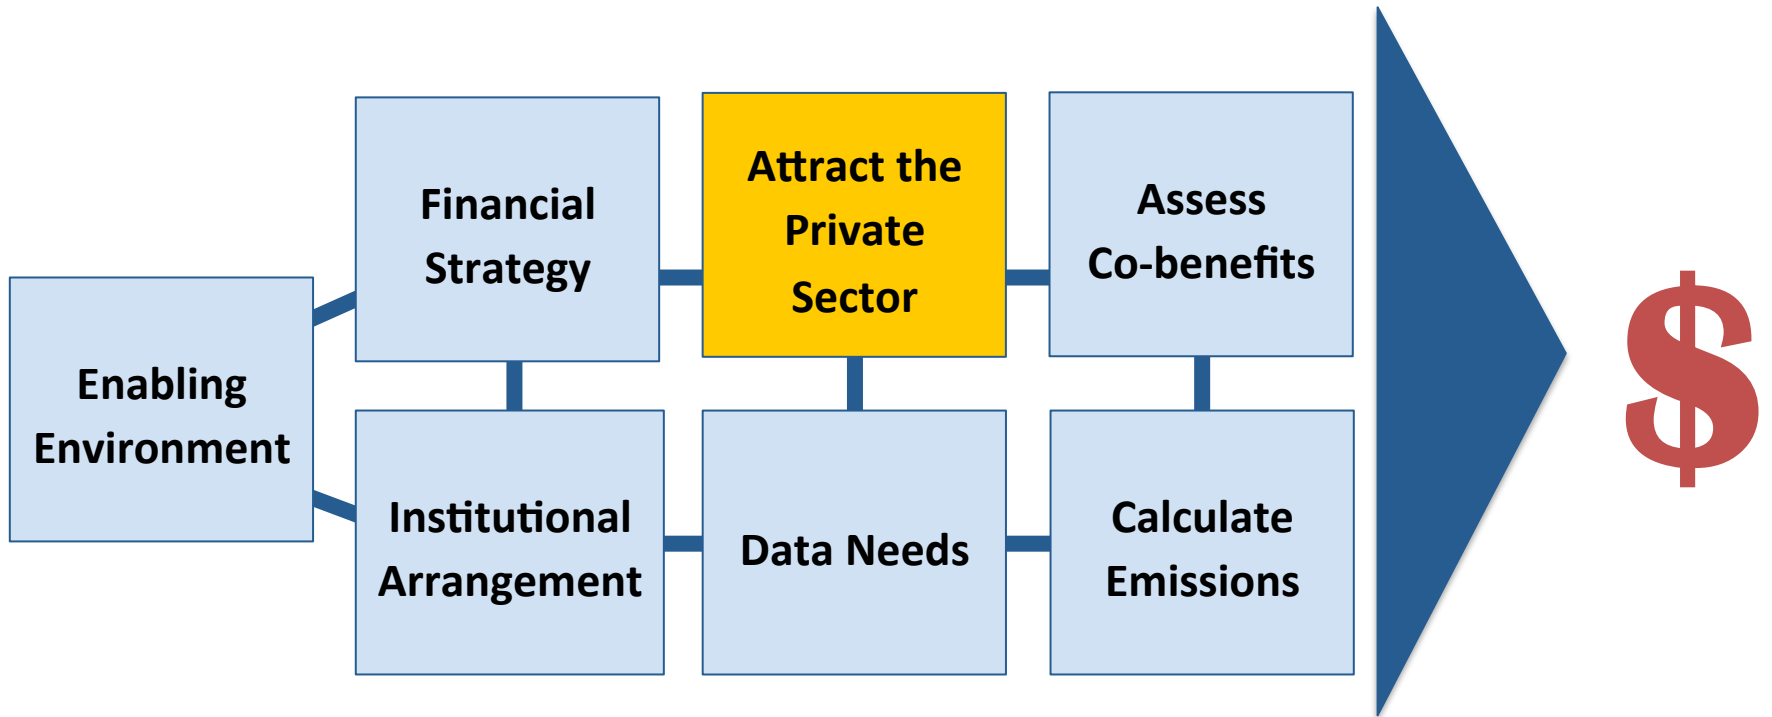 Enabling
Environment
Financial
Strategy
Attract the
Private
Sector
Assess
Co-benefits
Institutional
Arrangement
Data Needs
Calculate
Emissions
$